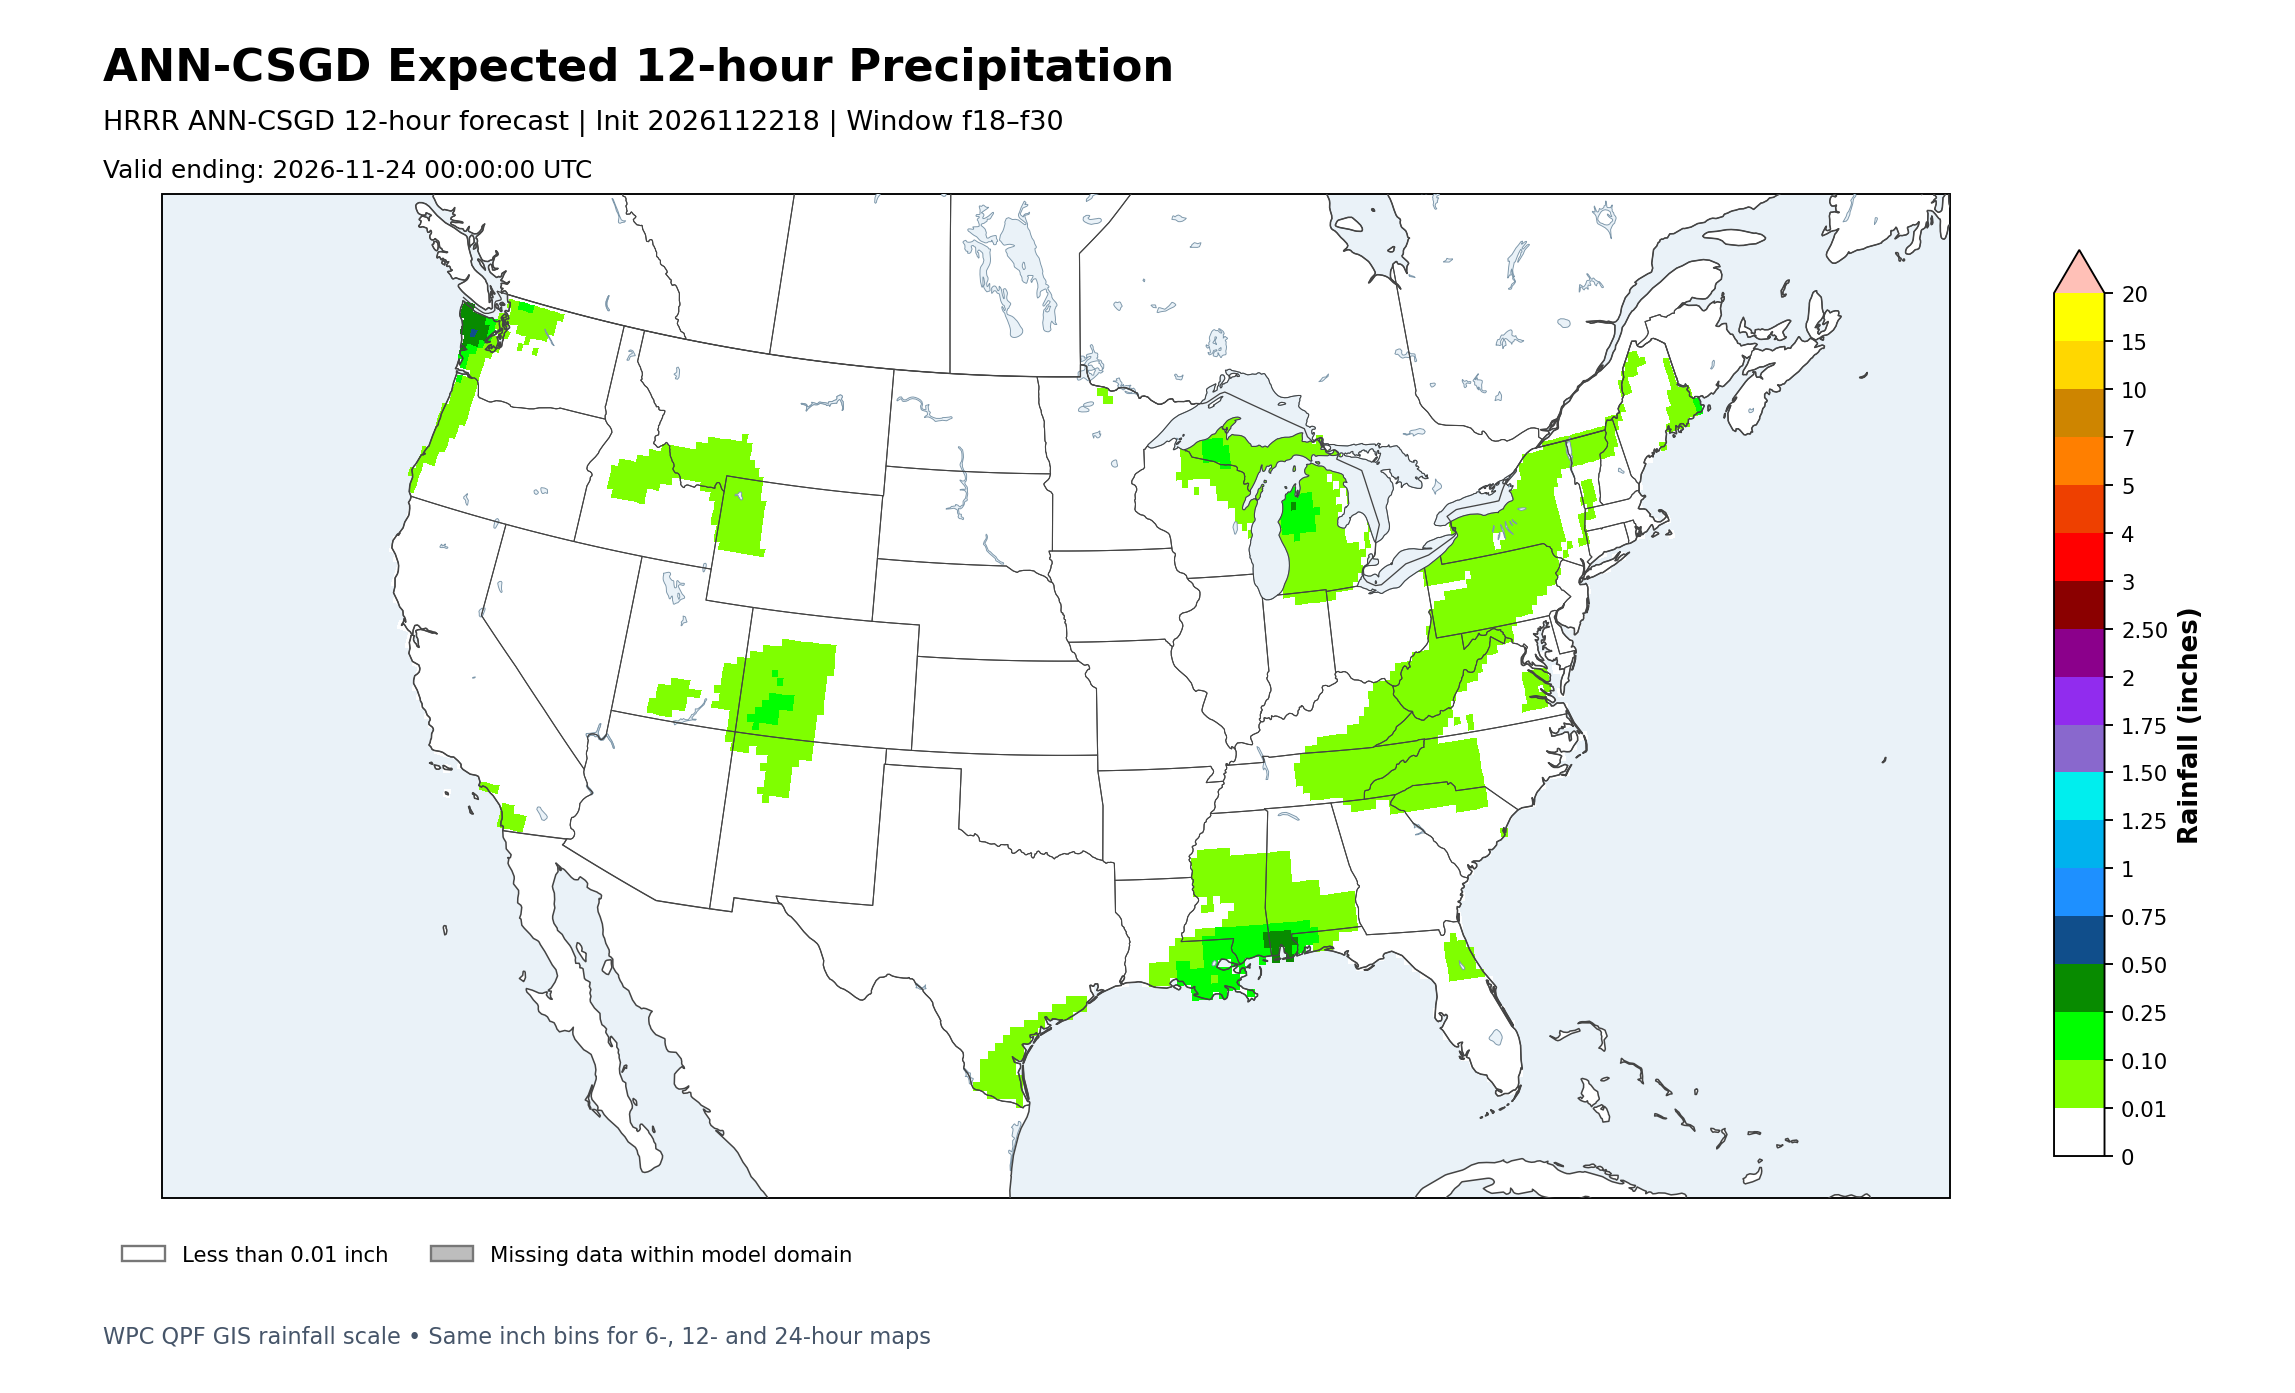 ANN-CSGD Expected 12-hour Precipitation
HRRR ANN-CSGD 12-hour forecast | Init 2026112218 | Window f18–f30
Valid ending: 2026-11-24 00:00:00 UTC
20
15
10
7
5
4
3
2.50
2
1.75
1.50
1.25
1
0.75
0.50
0.25
0.10
0.01
0
Rainfall (inches)
Less than 0.01 inch
Missing data within model domain
WPC QPF GIS rainfall scale • Same inch bins for 6-, 12- and 24-hour maps